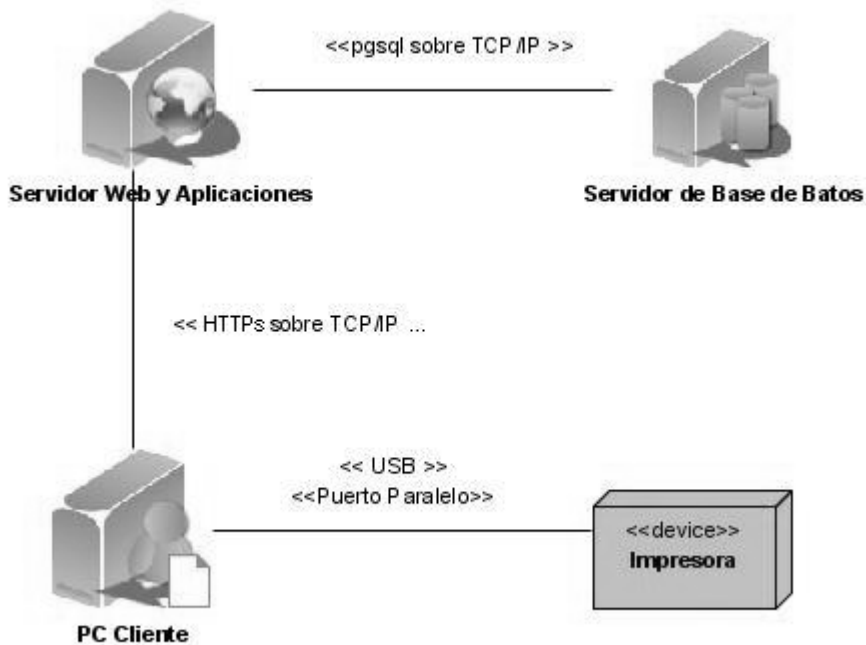 <<pgsql sobre TCP/IP >>
Servidor Web y Aplicaciones
Servidor de Base de Batos
<< HTTPs sobre TCP/IP ...
<< USB >>
<<Puerto Paralelo>>
<<device>>
Impresora
PC Cliente